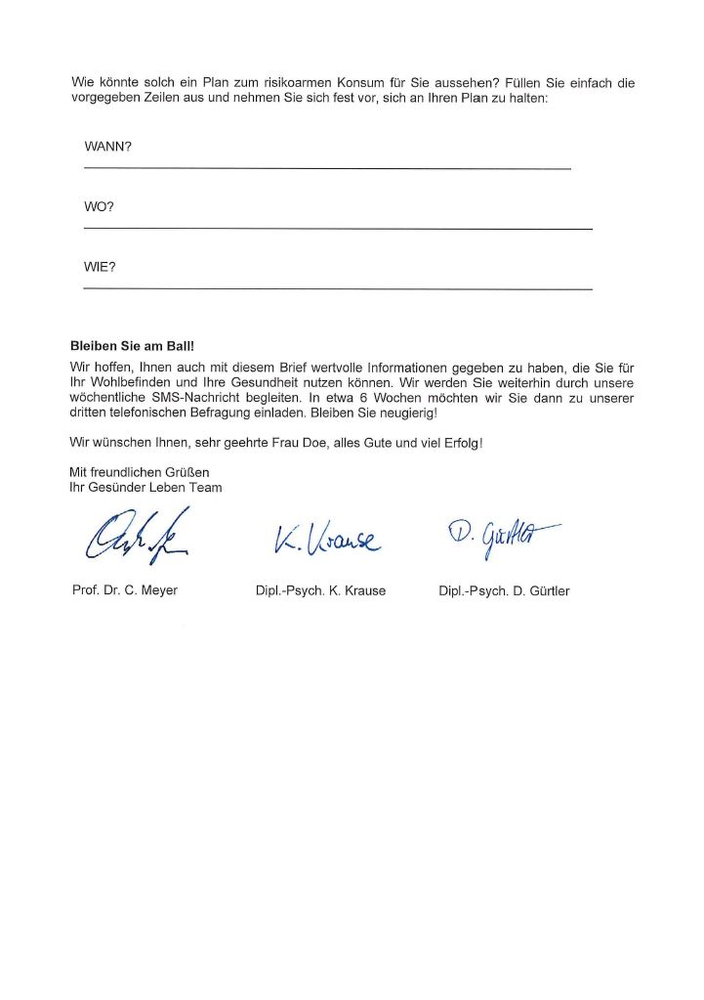 Wie könnte solch ein Plan zum risikoarmen Konsum für Sie aussehen? Füllen Sie einfach die
vorgegeben Zeilen aus und nehmen Sie sich fest vor, sich an Ihren Plan zu halten:
WANN?
WO?
WIE?
Bleiben Sie am Ball!
Wir hoffen, Ihnen auch mit diesem Brief wertvolle Informationen gegeben zu haben, die Sie für
Ihr Wohlbefinden und Ihre Gesundheit nutzen können. Wir werden Sie weiterhin durch unsere
wöchentliche SMS-Nachricht begleiten. In etwa 6 Wochen möchten wir Sie dann zu unserer
dritten telefonischen Befragung einladen. Bleiben Sie neugierig!
Wir wünschen Ihnen, sehr geehrte Frau Doe, alles Gute und viel Erfolg!
Mit freundlichen Grüßen
Ihr Gesünder Leben Team
K. Krause D. Gürtler
Prof. Dr. C. Meyer Dipl.-Psych. K. Krause Dipl.-Psych. D. Gürtler